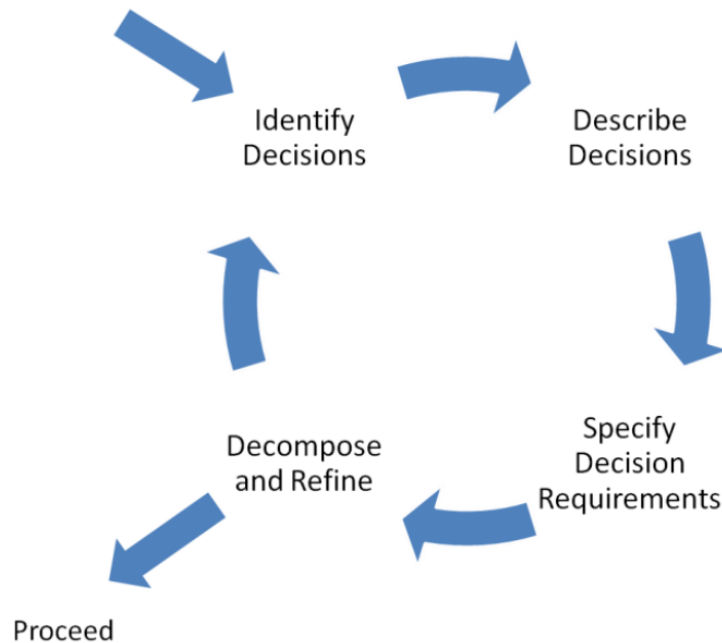 Identify
Decisions
Describe
Decisions
Specify
Decision
Requirements
Decompose
and Refine
Proceed